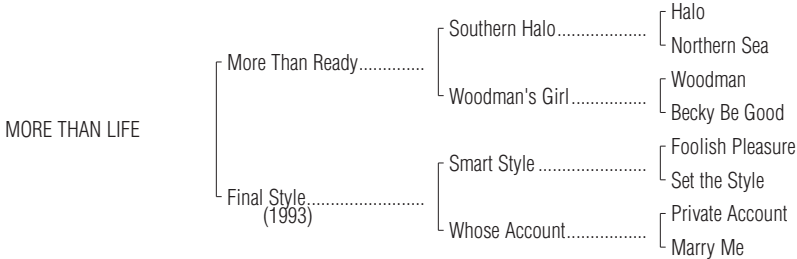 Halo
Southern Halo...................
Northern Sea
More Than Ready..............
Woodman
Woodman's Girl................
Becky Be Good
MORE THAN LIFE
Foolish Pleasure
Smart Style .......................
Set the Style
Final Style.........................
(1993)
Private Account
Whose Account.................
Marry Me